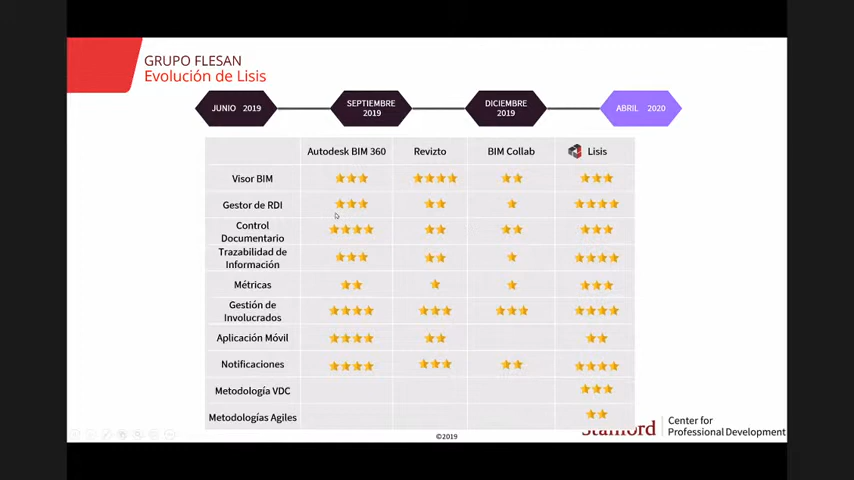 GRUPO FLESAN
Evolución de Lisis
JUNIO 2019
SEPTIEMBRE
2019
DICIEMBRE
2019
ABRIL 2020
Autodesk BIM 360 Revizto BIM Collab Lisis
Visor BIM
Gestor de RDI
Control
Documentario
Trazabilidad de
Información
Métricas
Gestión de
Involucrados
Aplicación Móvil
Notificaciones
Metodología VDC
Metodologías Agiles
©2019
Stanford
Center for
Professional Development